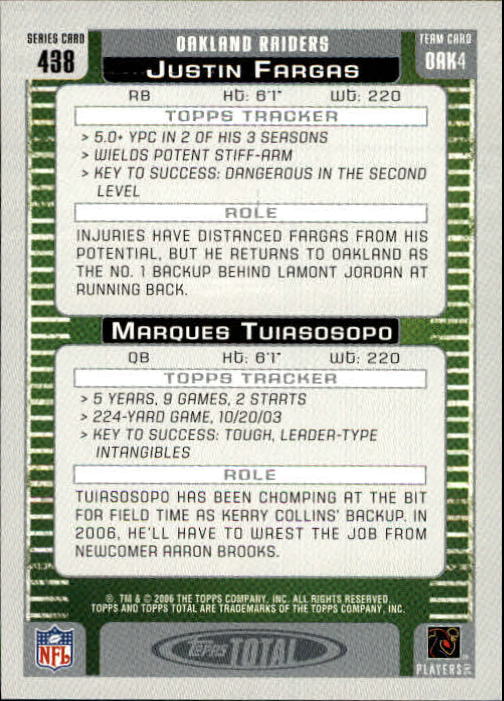 SERIES CARD
438
OAKLAND RAIDERS
TEAM CARD
OAK4
JUSTIN FARGAS
RB HT: 6'1" WT: 220
TOPPS TRACKER
> 5.0+ YPC IN 2 OF HIS 3 SEASONS
> WIELDS POTENT STIFF-ARM
> KEY TO SUCCESS: DANGEROUS IN THE SECOND
LEVEL
ROLE
INJURIES HAVE DISTANCED FARGAS FROM HIS
POTENTIAL, BUT HE RETURNS TO OAKLAND AS
THE NO. 1 BACKUP BEHIND LAMONT JORDAN AT
RUNNING BACK.
MARQUES TUIASOSOPO
QB HT: 6'1" WT: 220
TOPPS TRACKER
> 5 YEARS, 9 GAMES, 2 STARTS
> 224-YARD GAME, 10/20/03
> KEY TO SUCCESS: TOUGH, LEADER-TYPE
INTANGIBLES
ROLE
TUIASOSOPO HAS BEEN CHOMPING AT THE BIT
FOR FIELD TIME AS KERRY COLLINS' BACKUP. IN
2006, HE'LL HAVE TO WREST THE JOB FROM
NEWCOMER AARON BROOKS.
®, TM & © 2006 THE TOPPS COMPANY, INC. ALL RIGHTS RESERVED.
TOPPS AND TOPPS TOTAL ARE TRADEMARKS OF THE TOPPS COMPANY, INC.
NFL
TOPPS TOTAL
PLAYERS INC